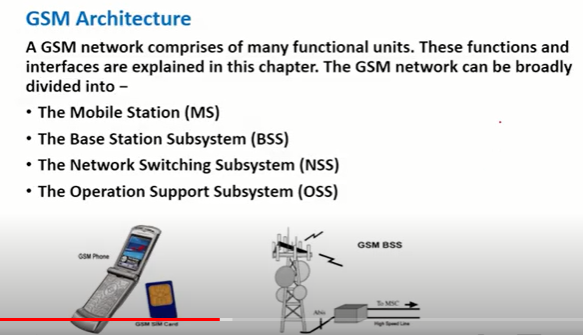 GSM Architecture
A GSM network comprises of many functional units. These functions and
interfaces are explained in this chapter. The GSM network can be broadly
divided into −
• The Mobile Station (MS)
• The Base Station Subsystem (BSS)
• The Network Switching Subsystem (NSS)
• The Operation Support Subsystem (OSS)
GSM Phone
GSM SIM Card
GSM BSS
Abis
To MSC
High Speed Line